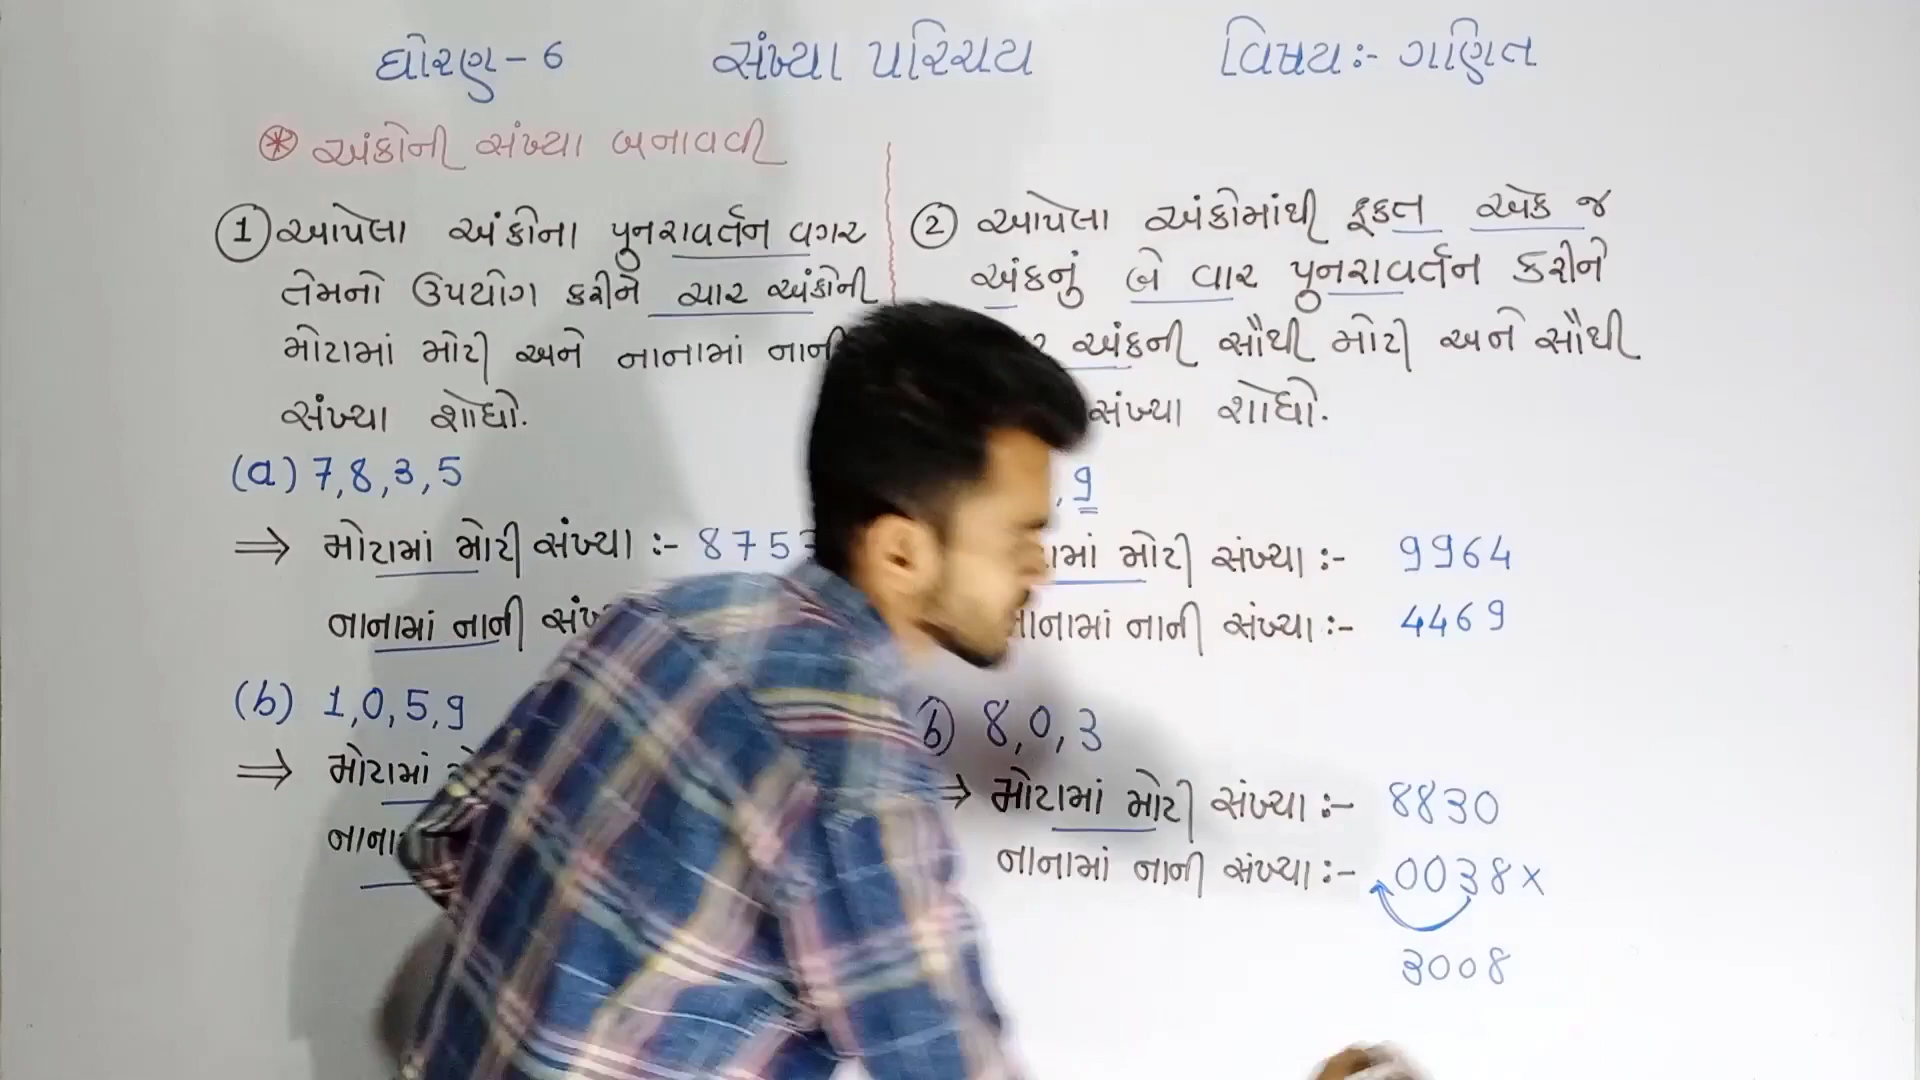 ધોરણ - 6 સંખ્યા પરિચય વિષય :- ગણિત
* અંકોની સંખ્યા બનાવવી
1 આપેલા અંકોના પુનરાવર્તન વગર
તેમનો ઉપયોગ કરીને ચાર અંકોની
મોટામાં મોટી અને નાનામાં નાની
સંખ્યા શોધો.
(a) 7, 8, 3, 5
⇒ મોટામાં મોટી સંખ્યા :- 875
નાનામાં નાની
(b) 1, 0, 5, 9
⇒ મોટામાં
2 આપેલા અંકોમાંથી ફક્ત એક જ
અંકનું બે વાર પુનરાવર્તન કરીને
અંકની સૌથી મોટી અને સૌથી
સંખ્યા શોધો.
, 9
મોટી સંખ્યા :- 9964
નાનામાં નાની સંખ્યા :- 4469
b) 8, 0, 3
⇒ મોટામાં મોટી સંખ્યા :- 8830
નાનામાં નાની સંખ્યા :- 0038 ×
3008